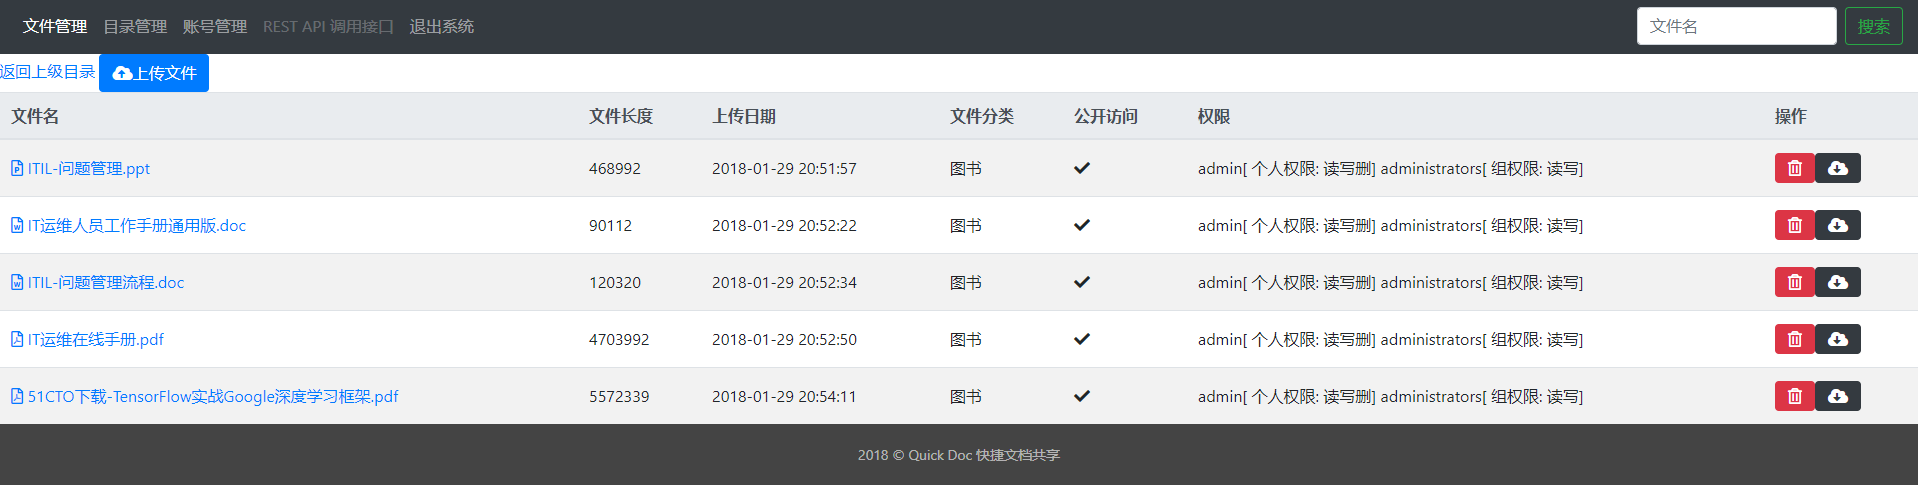 文件管理 目录管理 账号管理 REST API 调用接口 退出系统 文件名 搜索
返回上级目录 上传文件
文件名 文件长度 上传日期 文件分类 公开访问 权限 操作
ITIL-问题管理.ppt 468992 2018-01-29 20:51:57 图书 admin[ 个人权限: 读写删] administrators[ 组权限: 读写]
IT运维人员工作手册通用版.doc 90112 2018-01-29 20:52:22 图书 admin[ 个人权限: 读写删] administrators[ 组权限: 读写]
ITIL-问题管理流程.doc 120320 2018-01-29 20:52:34 图书 admin[ 个人权限: 读写删] administrators[ 组权限: 读写]
IT运维在线手册.pdf 4703992 2018-01-29 20:52:50 图书 admin[ 个人权限: 读写删] administrators[ 组权限: 读写]
51CTO下载-TensorFlow实战Google深度学习框架.pdf 5572339 2018-01-29 20:54:11 图书 admin[ 个人权限: 读写删] administrators[ 组权限: 读写]
2018 © Quick Doc 快捷文档共享